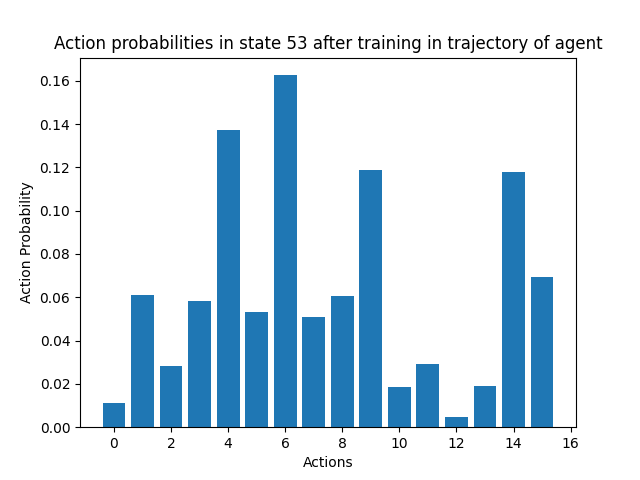 Action probabilities in state 53 after training in trajectory of agent
0.16
0.14
0.12
0.10
0.08
0.06
0.04
0.02
0.00
Action Probability
0 2 4 6 8 10 12 14 16
Actions